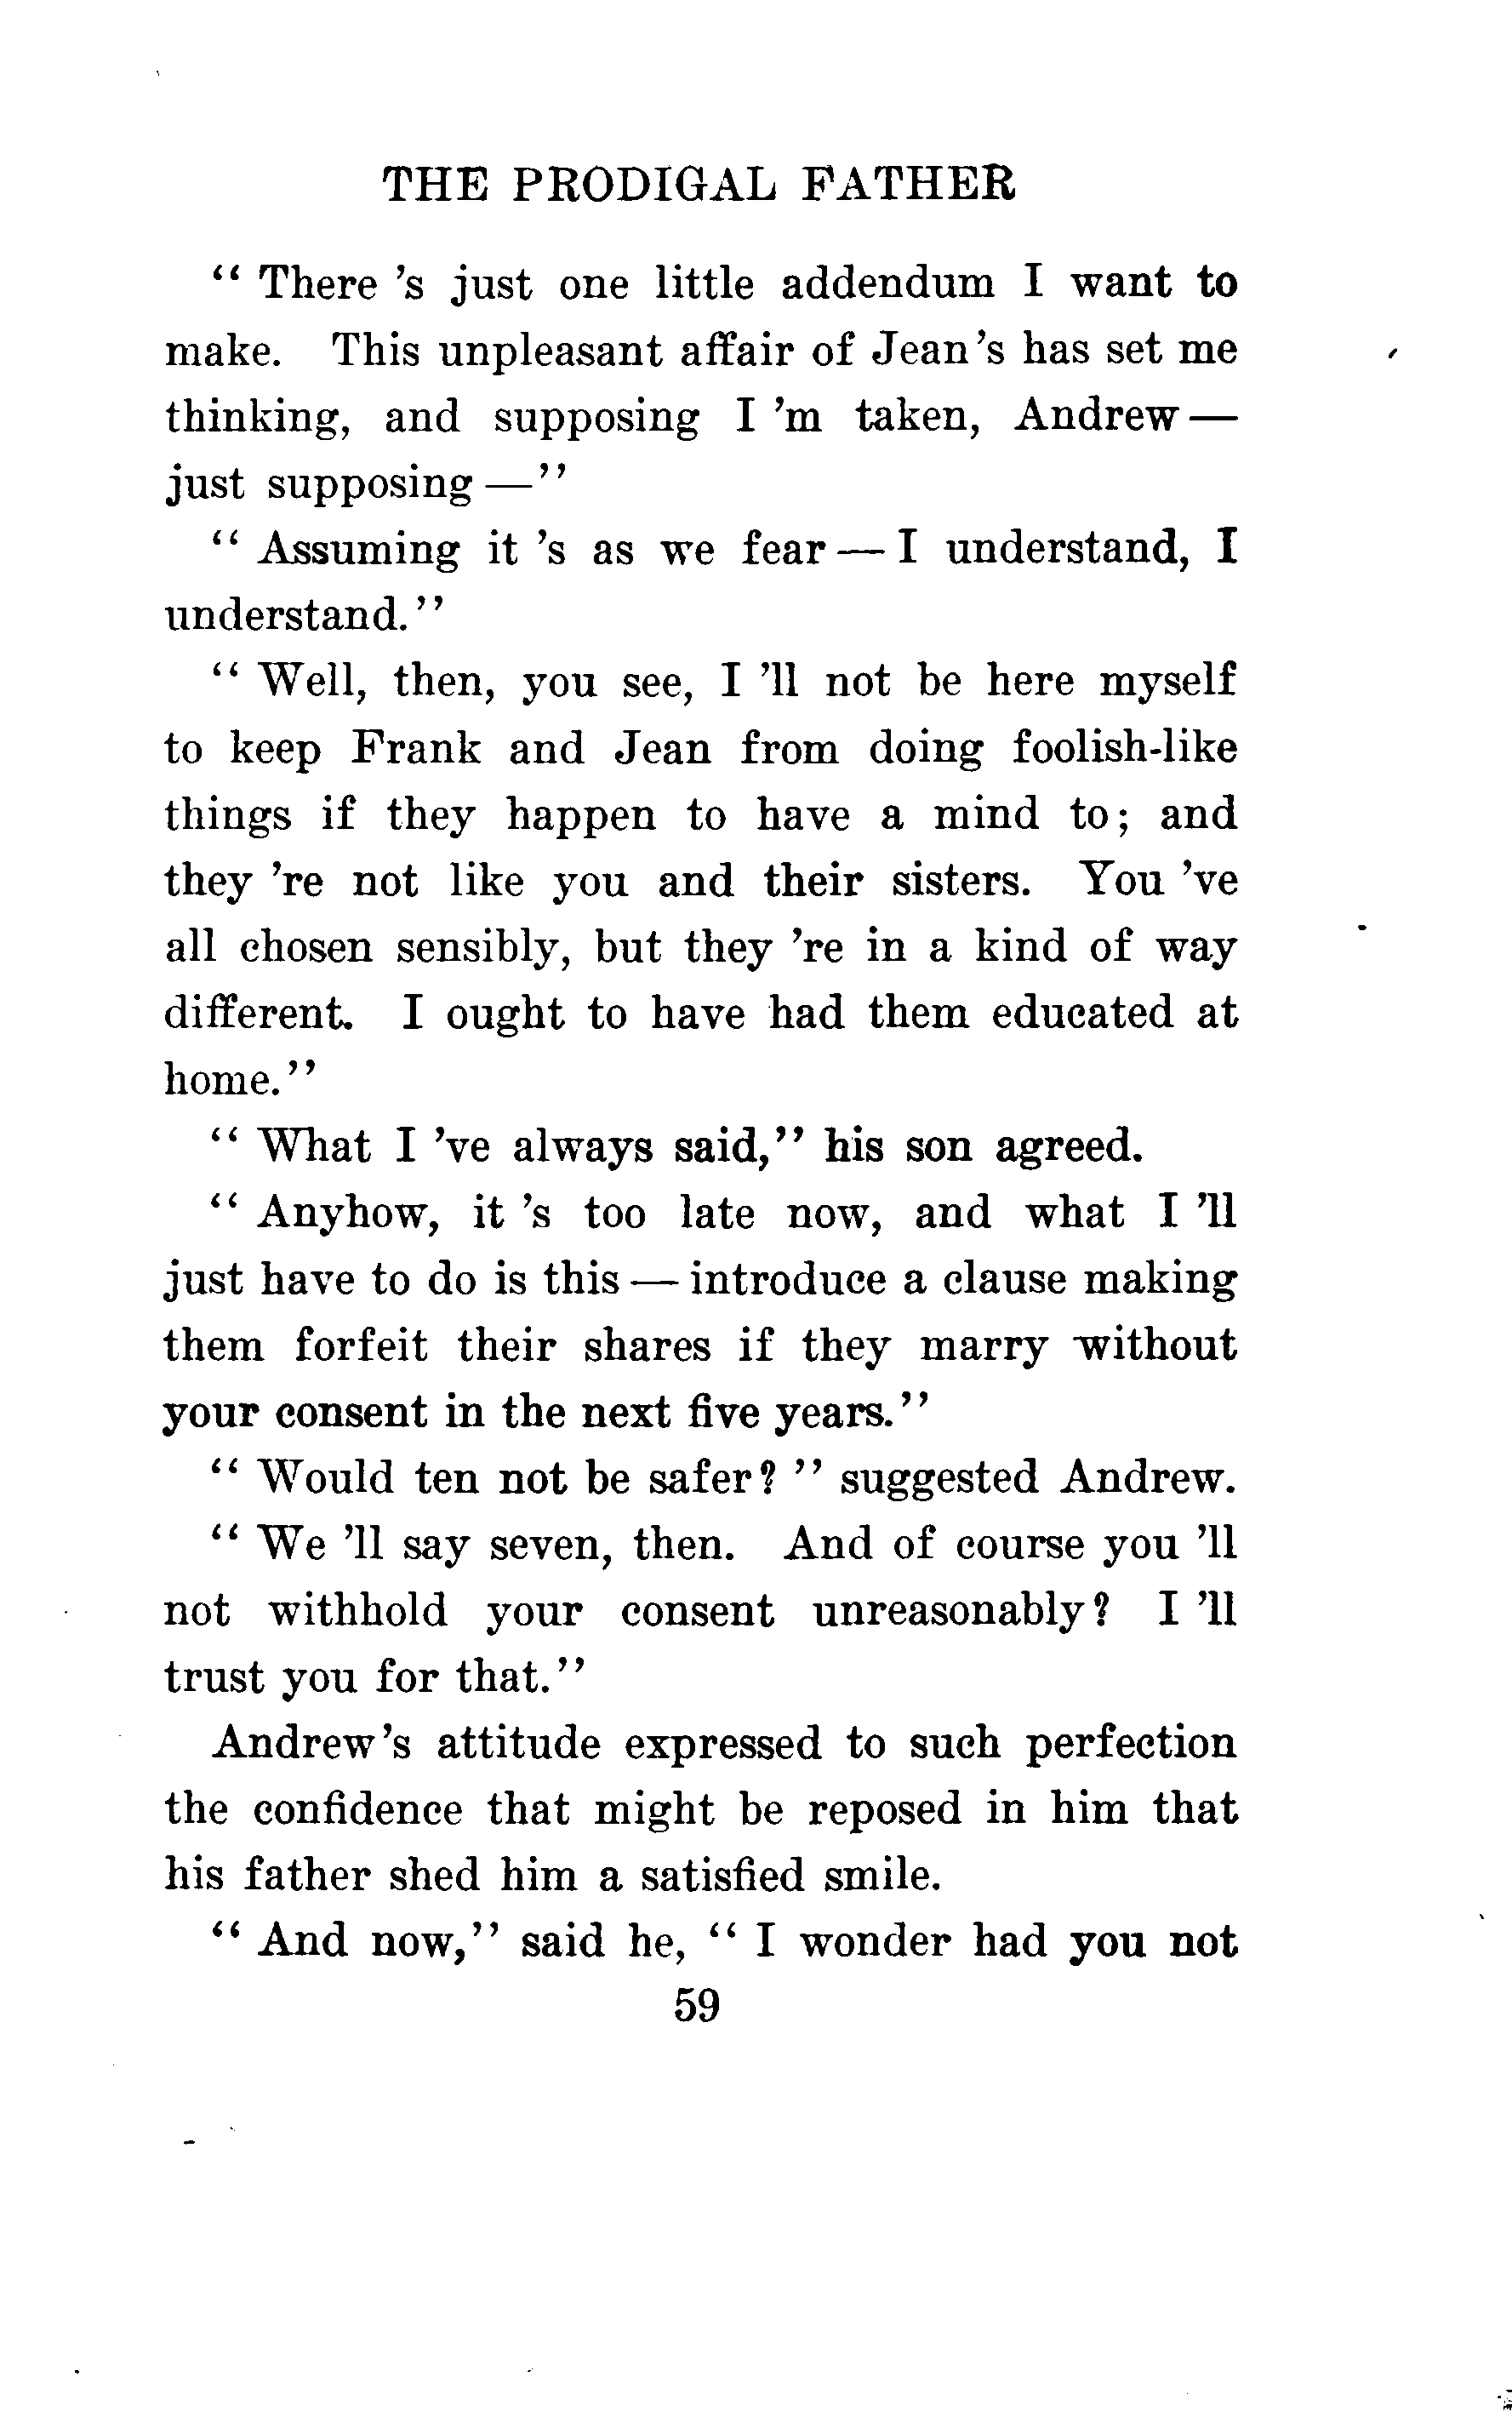 THE PRODIGAL FATHER
“ There 's just one little addendum I want to
make. This unpleasant affair of Jean's has set me
thinking, and supposing I 'm taken, Andrew —
just supposing —”
“ Assuming it 's as we fear — I understand, I
understand.”
“ Well, then, you see, I 'll not be here myself
to keep Frank and Jean from doing foolish-like
things if they happen to have a mind to; and
they 're not like you and their sisters. You 've
all chosen sensibly, but they 're in a kind of way
different. I ought to have had them educated at
home.”
“ What I 've always said,” his son agreed.
“ Anyhow, it 's too late now, and what I 'll
just have to do is this — introduce a clause making
them forfeit their shares if they marry without
your consent in the next five years.”
“ Would ten not be safer? ” suggested Andrew.
“ We 'll say seven, then. And of course you 'll
not withhold your consent unreasonably? I 'll
trust you for that.”
Andrew's attitude expressed to such perfection
the confidence that might be reposed in him that
his father shed him a satisfied smile.
“ And now,” said he, “ I wonder had you not
59